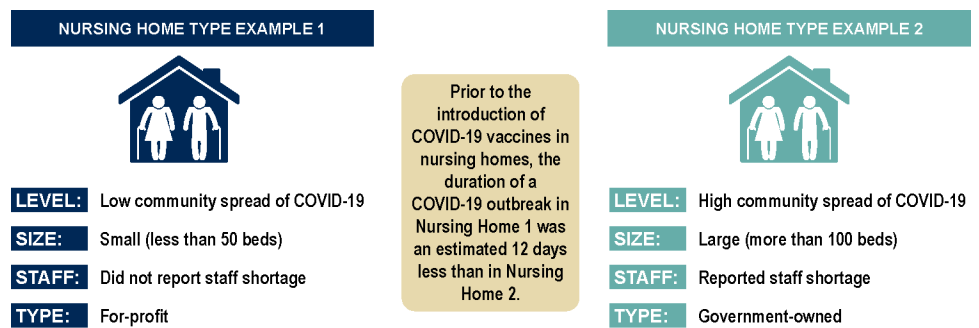 NURSING HOME TYPE EXAMPLE 1
LEVEL: Low community spread of COVID-19
SIZE: Small (less than 50 beds)
STAFF: Did not report staff shortage
TYPE: For-profit
Prior to the
introduction of
COVID-19 vaccines in
nursing homes, the
duration of a
COVID-19 outbreak in
Nursing Home 1 was
an estimated 12 days
less than in Nursing
Home 2.
NURSING HOME TYPE EXAMPLE 2
LEVEL: High community spread of COVID-19
SIZE: Large (more than 100 beds)
STAFF: Reported staff shortage
TYPE: Government-owned